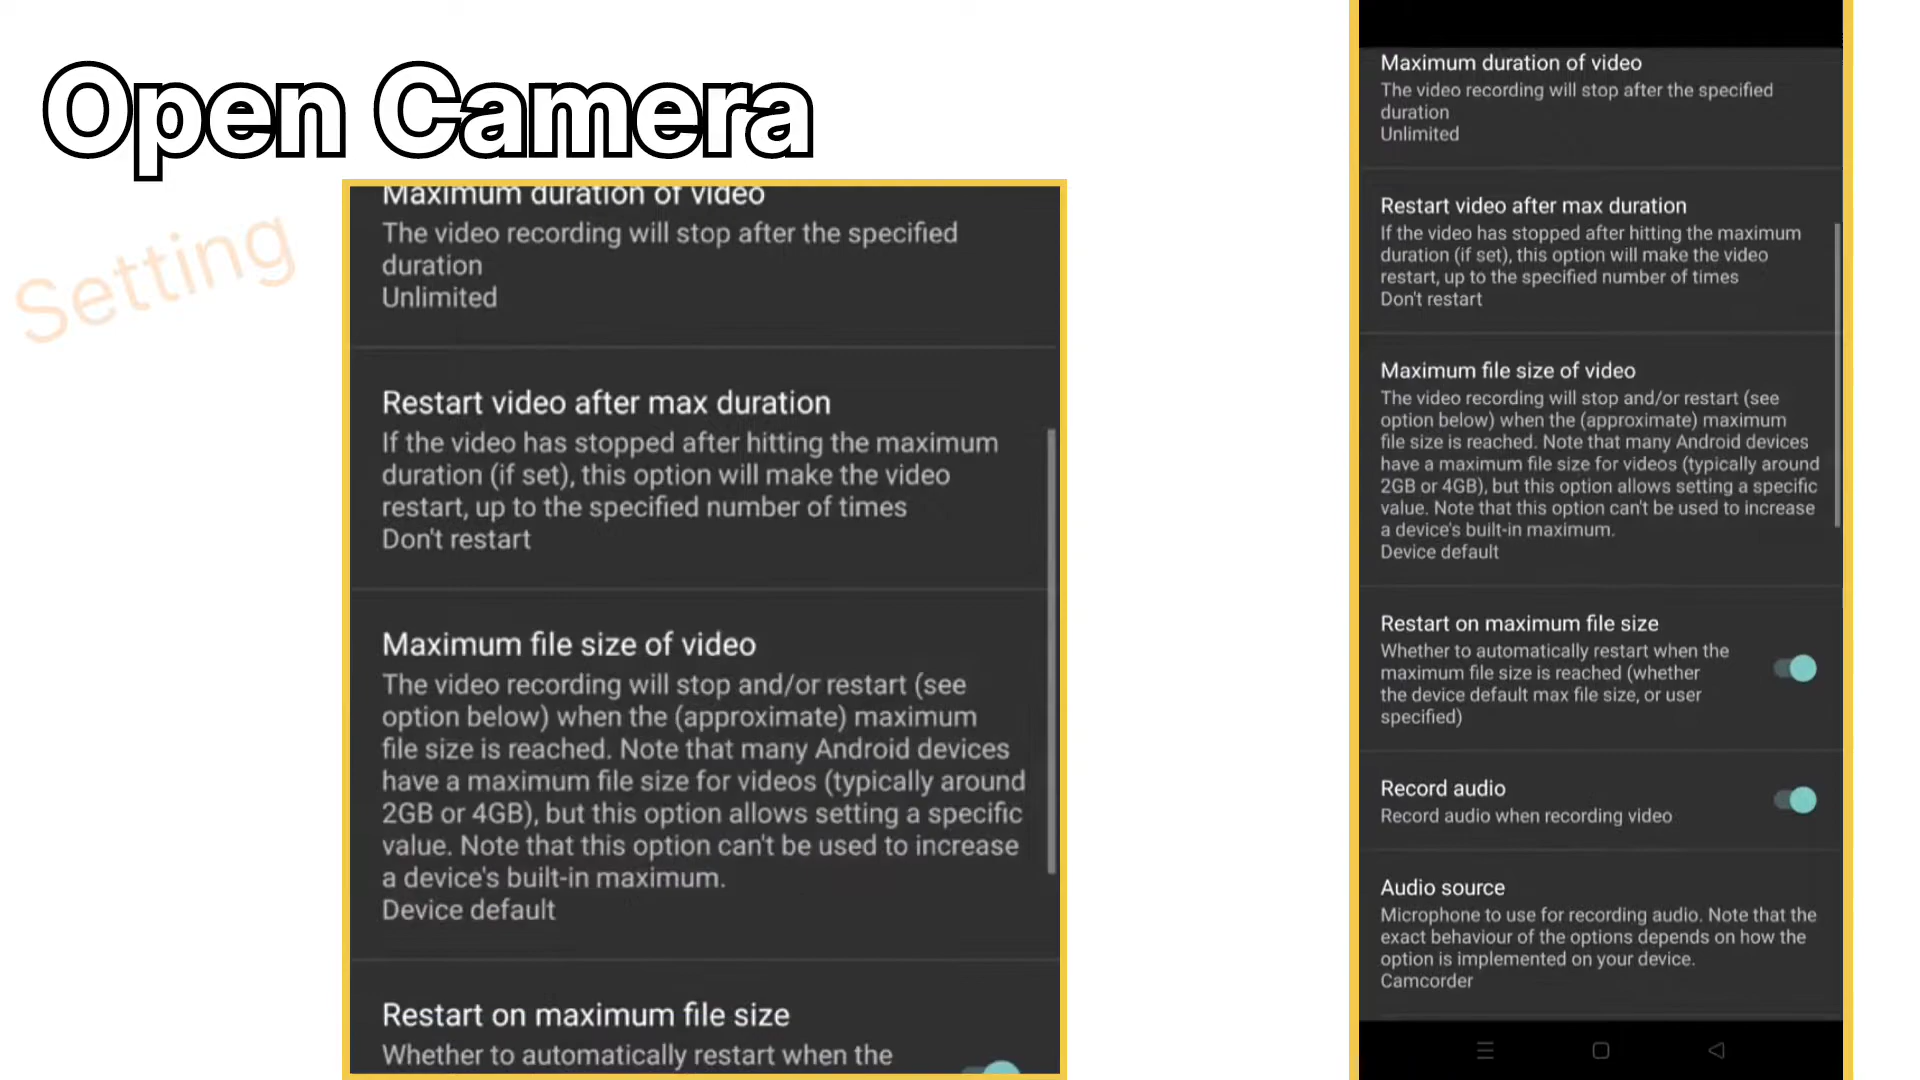 Open Camera
Setting
Maximum duration of video
The video recording will stop after the specified
duration
Unlimited
Restart video after max duration
If the video has stopped after hitting the maximum
duration (if set), this option will make the video
restart, up to the specified number of times
Don't restart
Maximum file size of video
The video recording will stop and/or restart (see
option below) when the (approximate) maximum
file size is reached. Note that many Android devices
have a maximum file size for videos (typically around
2GB or 4GB), but this option allows setting a specific
value. Note that this option can't be used to increase
a device's built-in maximum.
Device default
Restart on maximum file size
Whether to automatically restart when the
Maximum duration of video
The video recording will stop after the specified
duration
Unlimited
Restart video after max duration
If the video has stopped after hitting the maximum
duration (if set), this option will make the video
restart, up to the specified number of times
Don't restart
Maximum file size of video
The video recording will stop and/or restart (see
option below) when the (approximate) maximum
file size is reached. Note that many Android devices
have a maximum file size for videos (typically around
2GB or 4GB), but this option allows setting a specific
value. Note that this option can't be used to increase
a device's built-in maximum.
Device default
Restart on maximum file size
Whether to automatically restart when the
maximum file size is reached (whether
the device default max file size, or user
specified)
Record audio
Record audio when recording video
Audio source
Microphone to use for recording audio. Note that the
exact behaviour of the options depends on how the
option is implemented on your device.
Camcorder